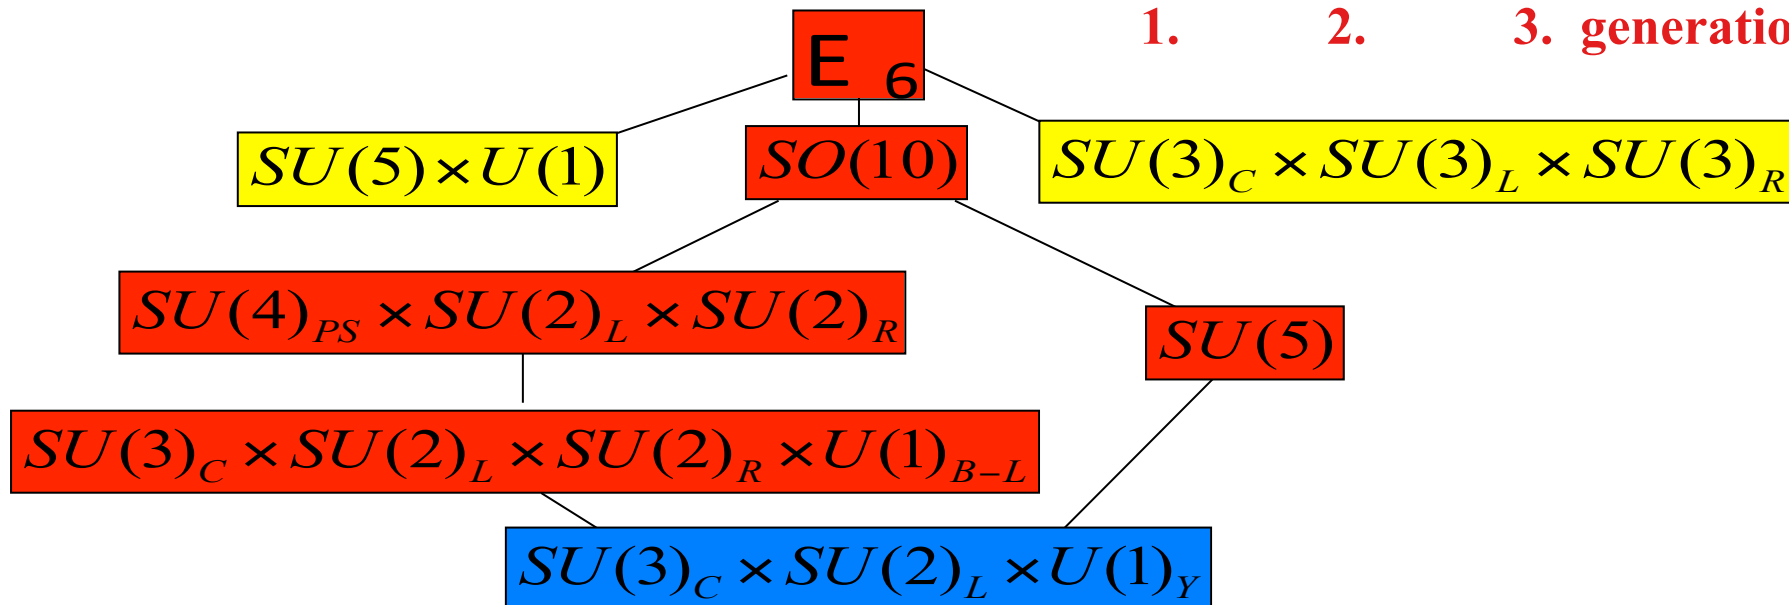 1. 2. 3. generatio
E 6
SU(5)×U(1)
SO(10)
SU(3)_C × SU(3)_L × SU(3)_R
SU(4)_PS × SU(2)_L × SU(2)_R
SU(5)
SU(3)_C × SU(2)_L × SU(2)_R × U(1)_B−L
SU(3)_C × SU(2)_L × U(1)_Y